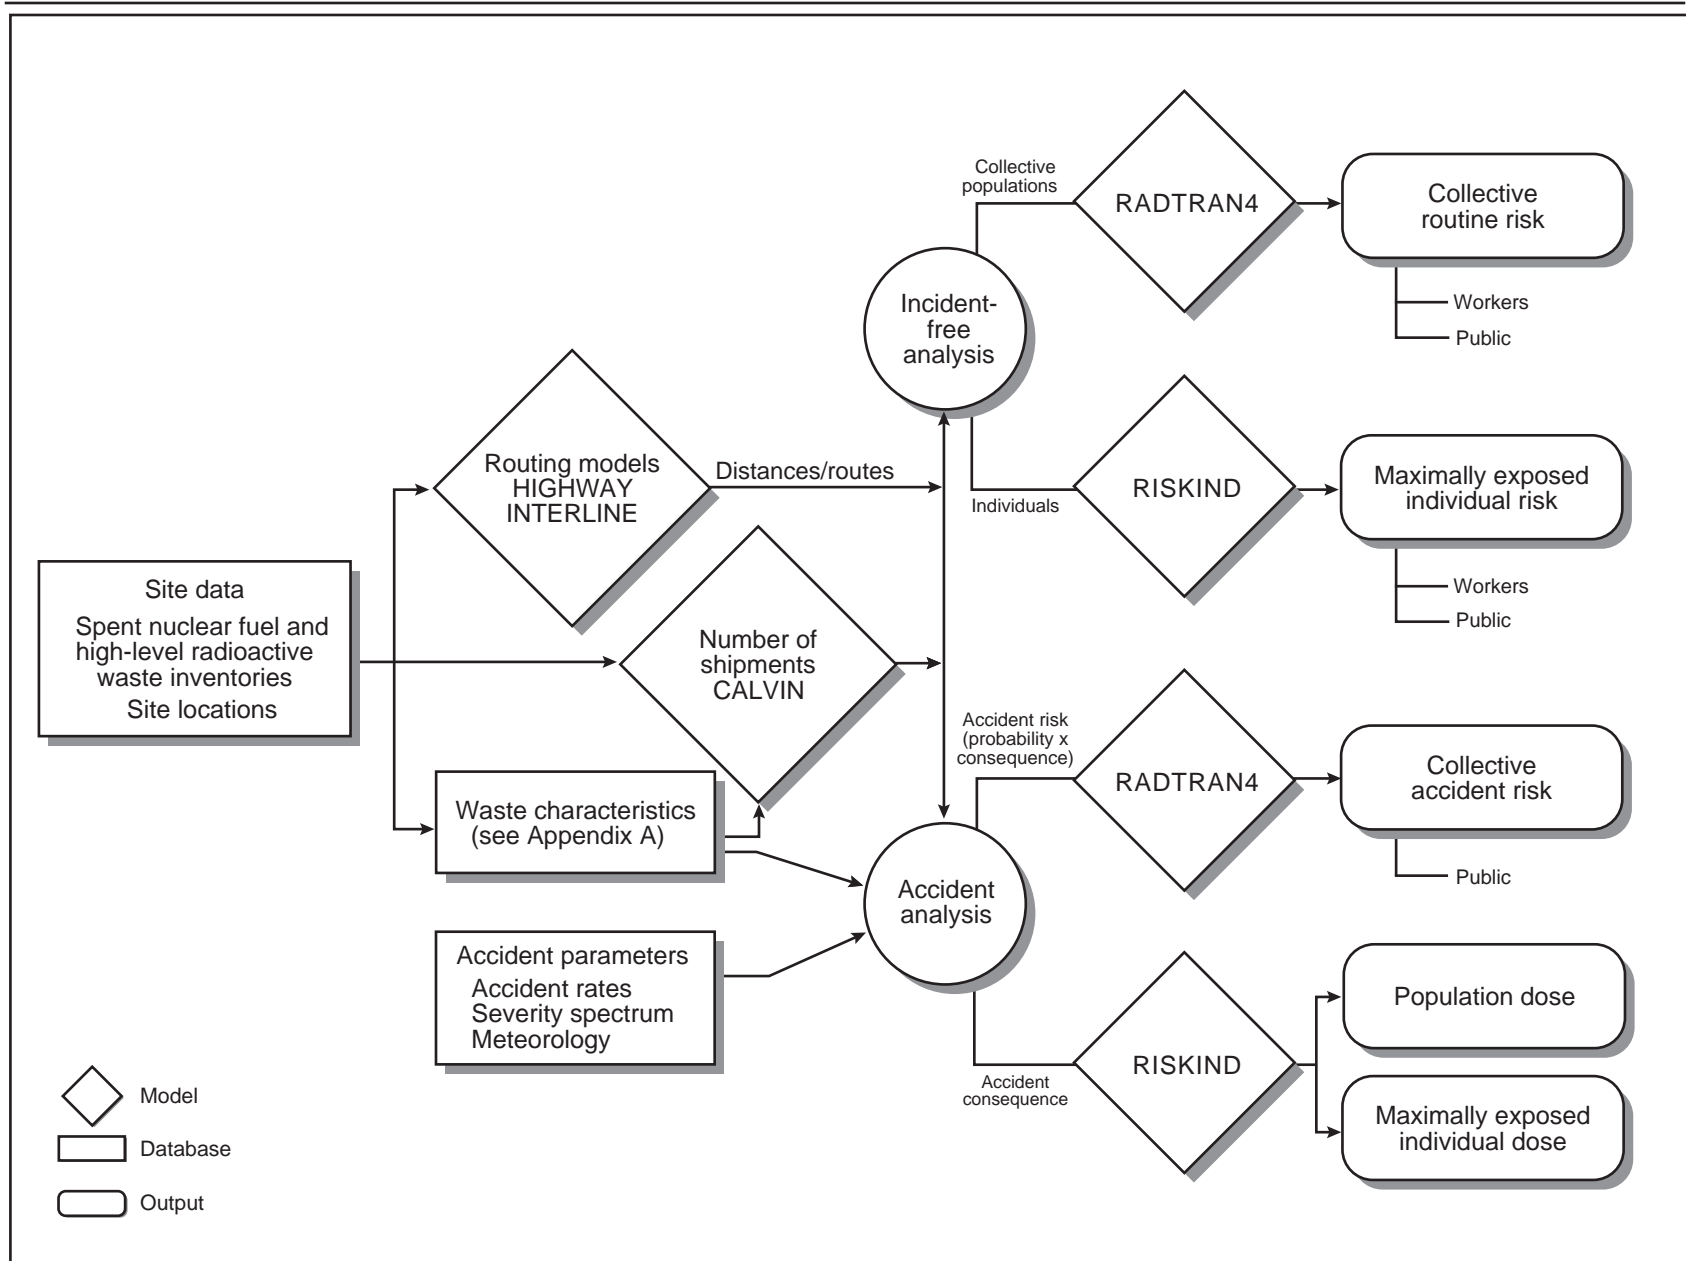 Site data
Spent nuclear fuel and
high-level radioactive
waste inventories
Site locations
Routing models
HIGHWAY
INTERLINE
Distances/routes
Number of
shipments
CALVIN
Waste characteristics
(see Appendix A)
Accident parameters
Accident rates
Severity spectrum
Meteorology
Incident-
free
analysis
Collective
populations
RADTRAN4
Collective
routine risk
Workers
Public
Individuals
RISKIND
Maximally exposed
individual risk
Workers
Public
Accident
analysis
Accident risk
(probability x
consequence)
RADTRAN4
Collective
accident risk
Public
Accident
consequence
RISKIND
Population dose
Maximally exposed
individual dose
Model
Database
Output